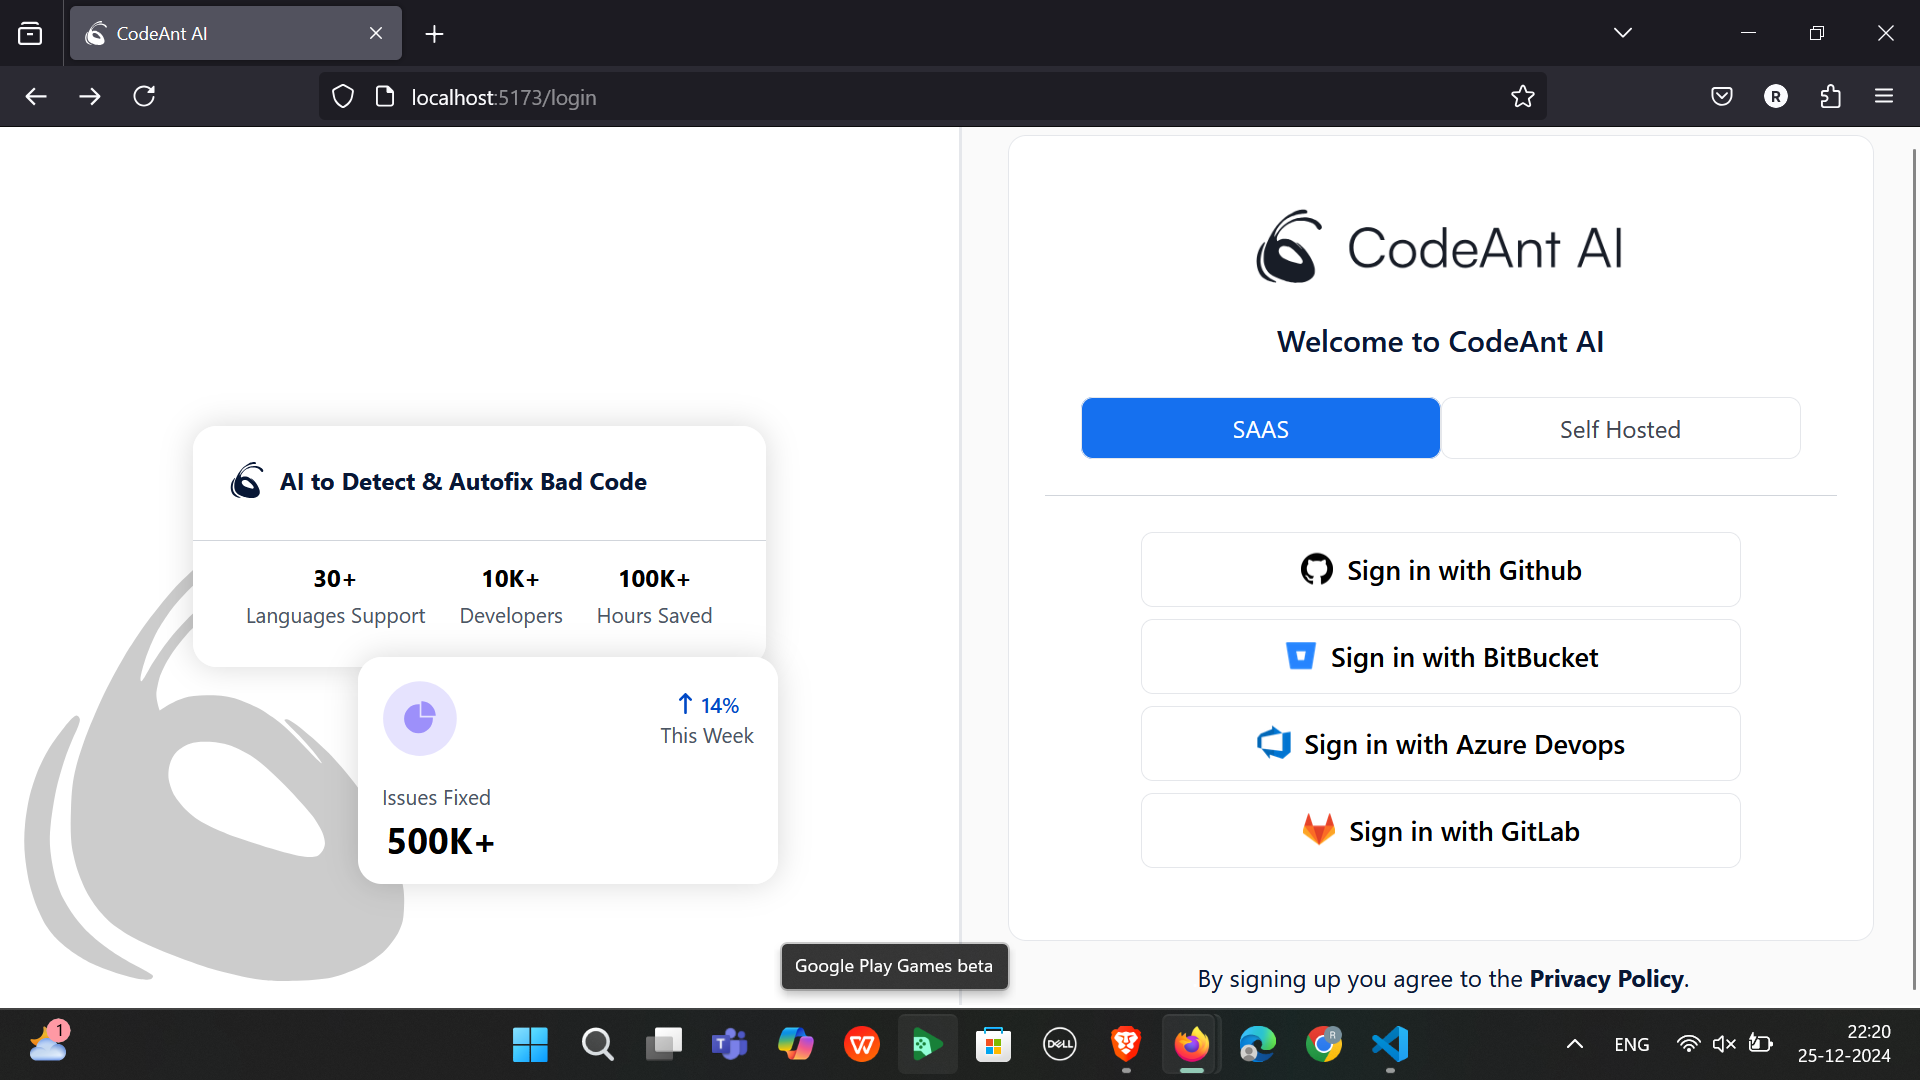 CodeAnt AI
localhost:5173/login
R
AI to Detect & Autofix Bad Code
30+ 10K+ 100K+
Languages Support Developers Hours Saved
14%
This Week
Issues Fixed
500K+
CodeAnt AI
Welcome to CodeAnt AI
SAAS Self Hosted
Sign in with Github
Sign in with BitBucket
Sign in with Azure Devops
Sign in with GitLab
By signing up you agree to the Privacy Policy.
Google Play Games beta
1
T
W
DELL
R
ENG
22:20
25-12-2024